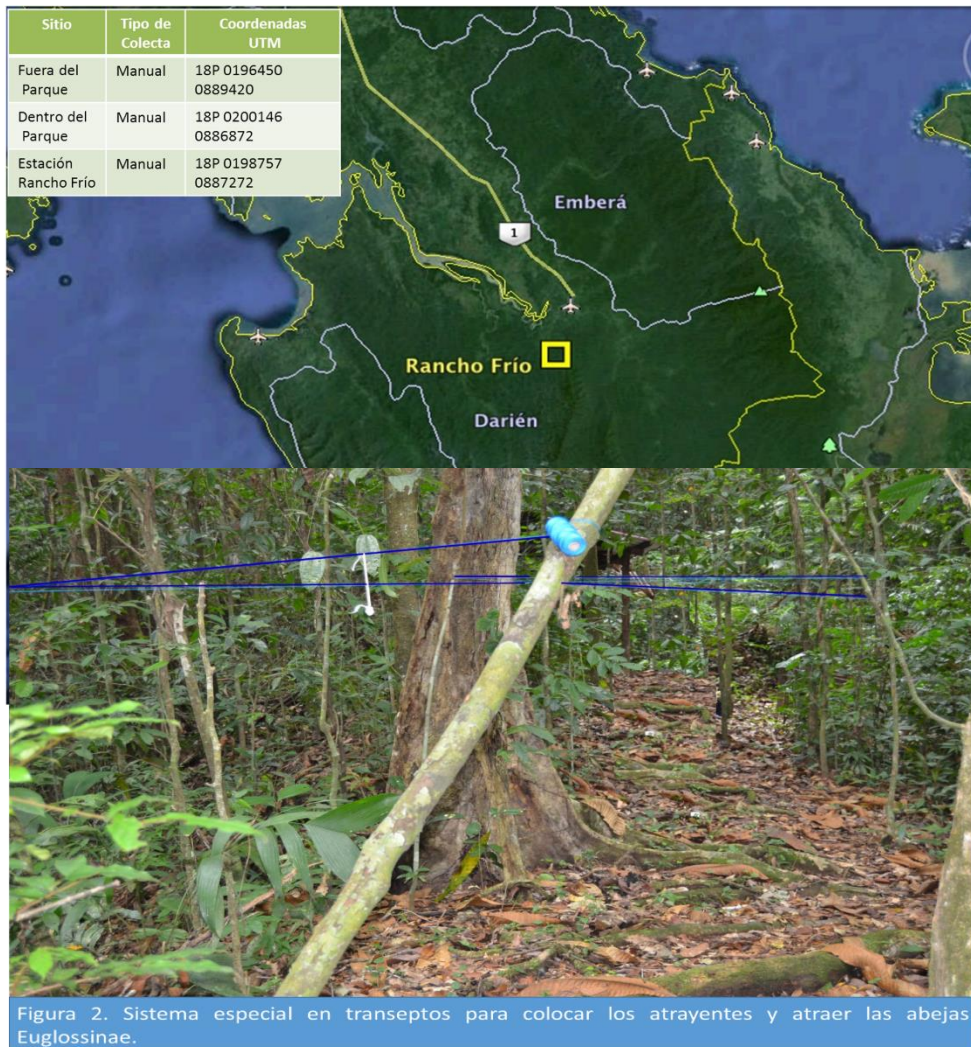 Sitio Tipo de Colecta Coordenadas UTM
Fuera del Parque Manual 18P 0196450 0889420
Dentro del Parque Manual 18P 0200146 0886872
Estación Rancho Frío Manual 18P 0198757 0887272
Emberá
1
Rancho Frío
Darién
Figura 2. Sistema especial en transeptos para colocar los atrayentes y atraer las abejas
Euglossinae.